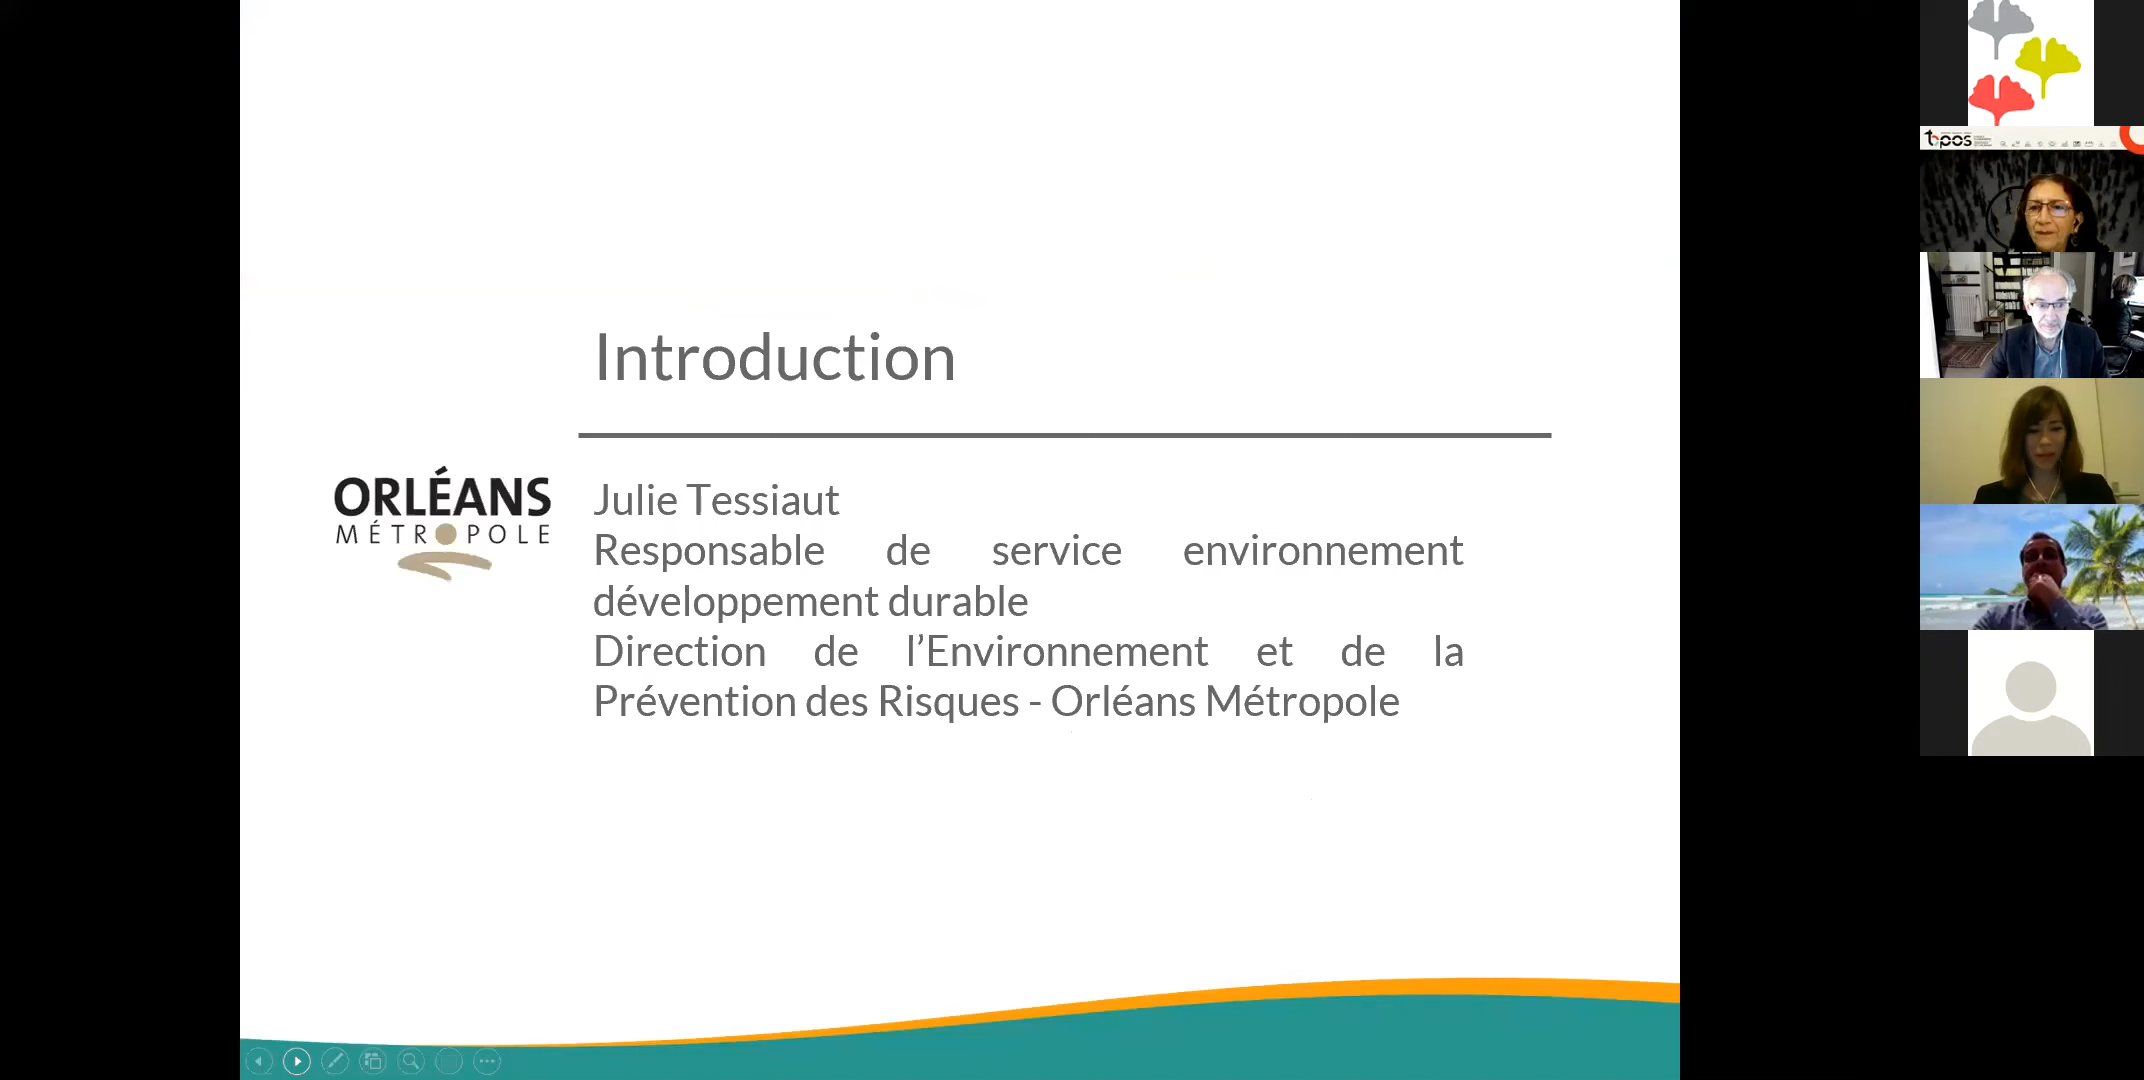 Introduction
ORLÉANS
MÉTROPOLE
Julie Tessiaut
Responsable de service environnement
développement durable
Direction de l’Environnement et de la
Prévention des Risques - Orléans Métropole
topos